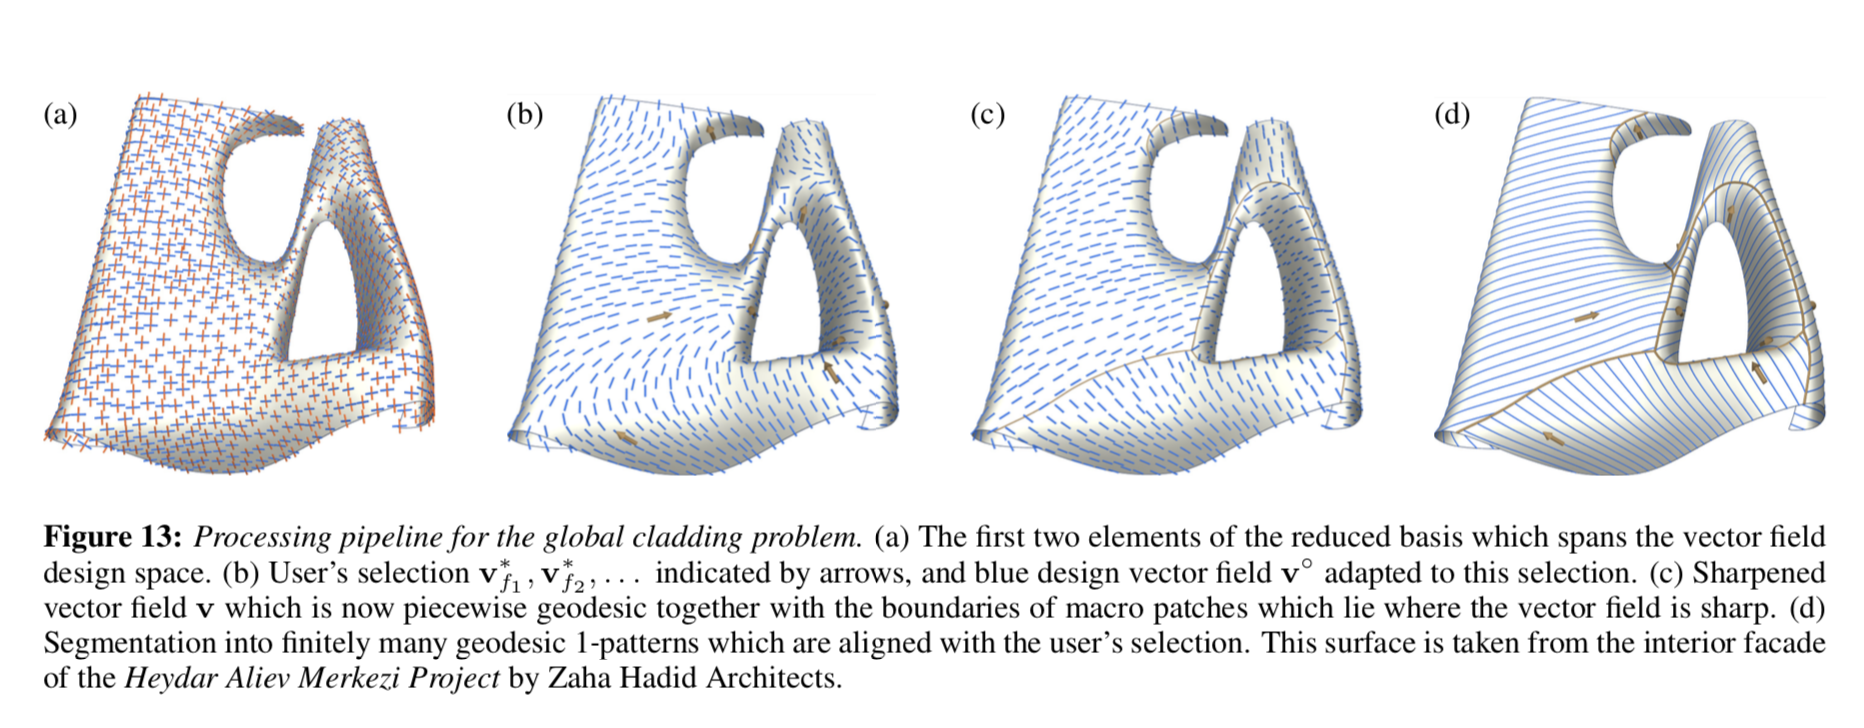 (a) (b) (c) (d)
Figure 13: Processing pipeline for the global cladding problem. (a) The first two elements of the reduced basis which spans the vector field
design space. (b) User's selection v*f1, v*f2, ... indicated by arrows, and blue design vector field v° adapted to this selection. (c) Sharpened
vector field v which is now piecewise geodesic together with the boundaries of macro patches which lie where the vector field is sharp. (d)
Segmentation into finitely many geodesic 1-patterns which are aligned with the user's selection. This surface is taken from the interior facade
of the Heydar Aliev Merkezi Project by Zaha Hadid Architects.